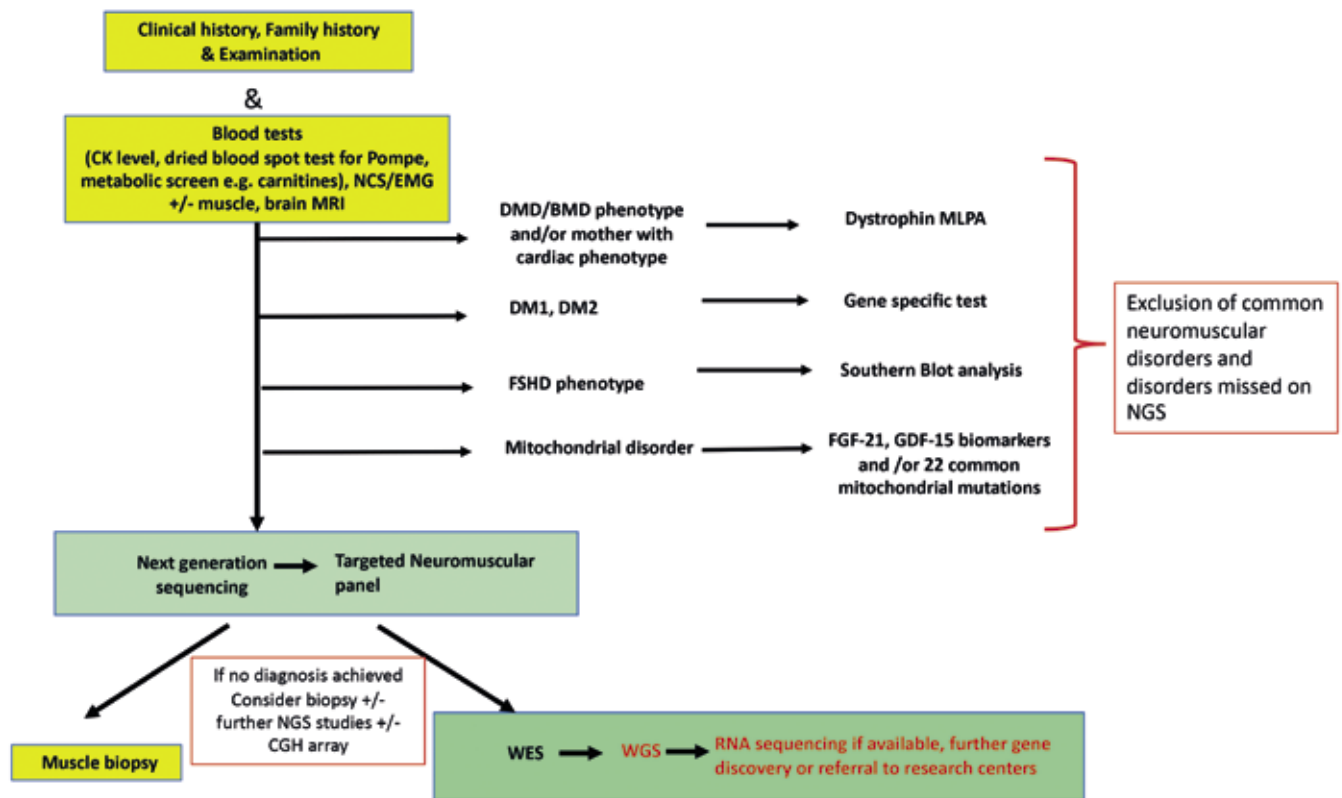 Clinical history, Family history
& Examination
&
Blood tests
(CK level, dried blood spot test for Pompe,
metabolic screen e.g. carnitines), NCS/EMG
+/- muscle, brain MRI
DMD/BMD phenotype
and/or mother with
cardiac phenotype
Dystrophin MLPA
DM1, DM2
Gene specific test
FSHD phenotype
Southern Blot analysis
Mitochondrial disorder
FGF-21, GDF-15 biomarkers
and /or 22 common
mitochondrial mutations
Exclusion of common
neuromuscular
disorders and
disorders missed on
NGS
Next generation
sequencing
Targeted Neuromuscular
panel
If no diagnosis achieved
Consider biopsy +/-
further NGS studies +/-
CGH array
Muscle biopsy
WES
WGS
RNA sequencing if available, further gene
discovery or referral to research centers